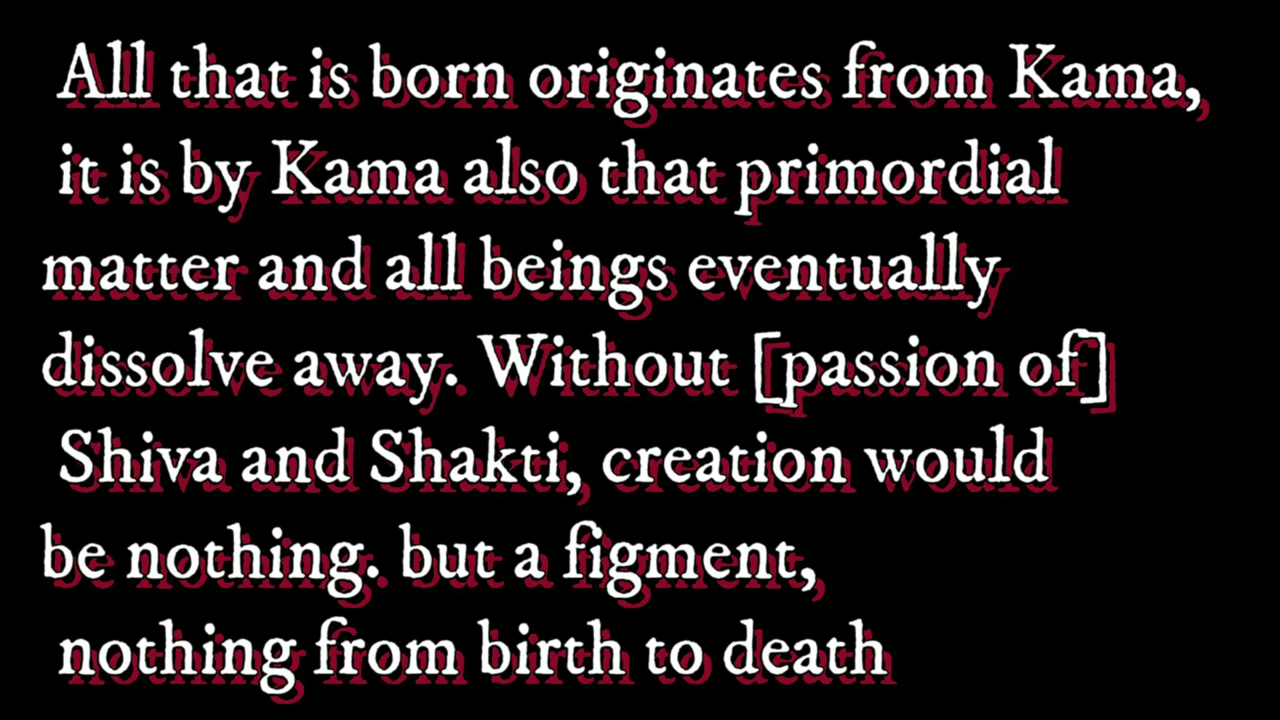 All that is born originates from Kama,
it is by Kama also that primordial
matter and all beings eventually
dissolve away. Without [passion of]
Shiva and Shakti, creation would
be nothing. but a figment,
nothing from birth to death